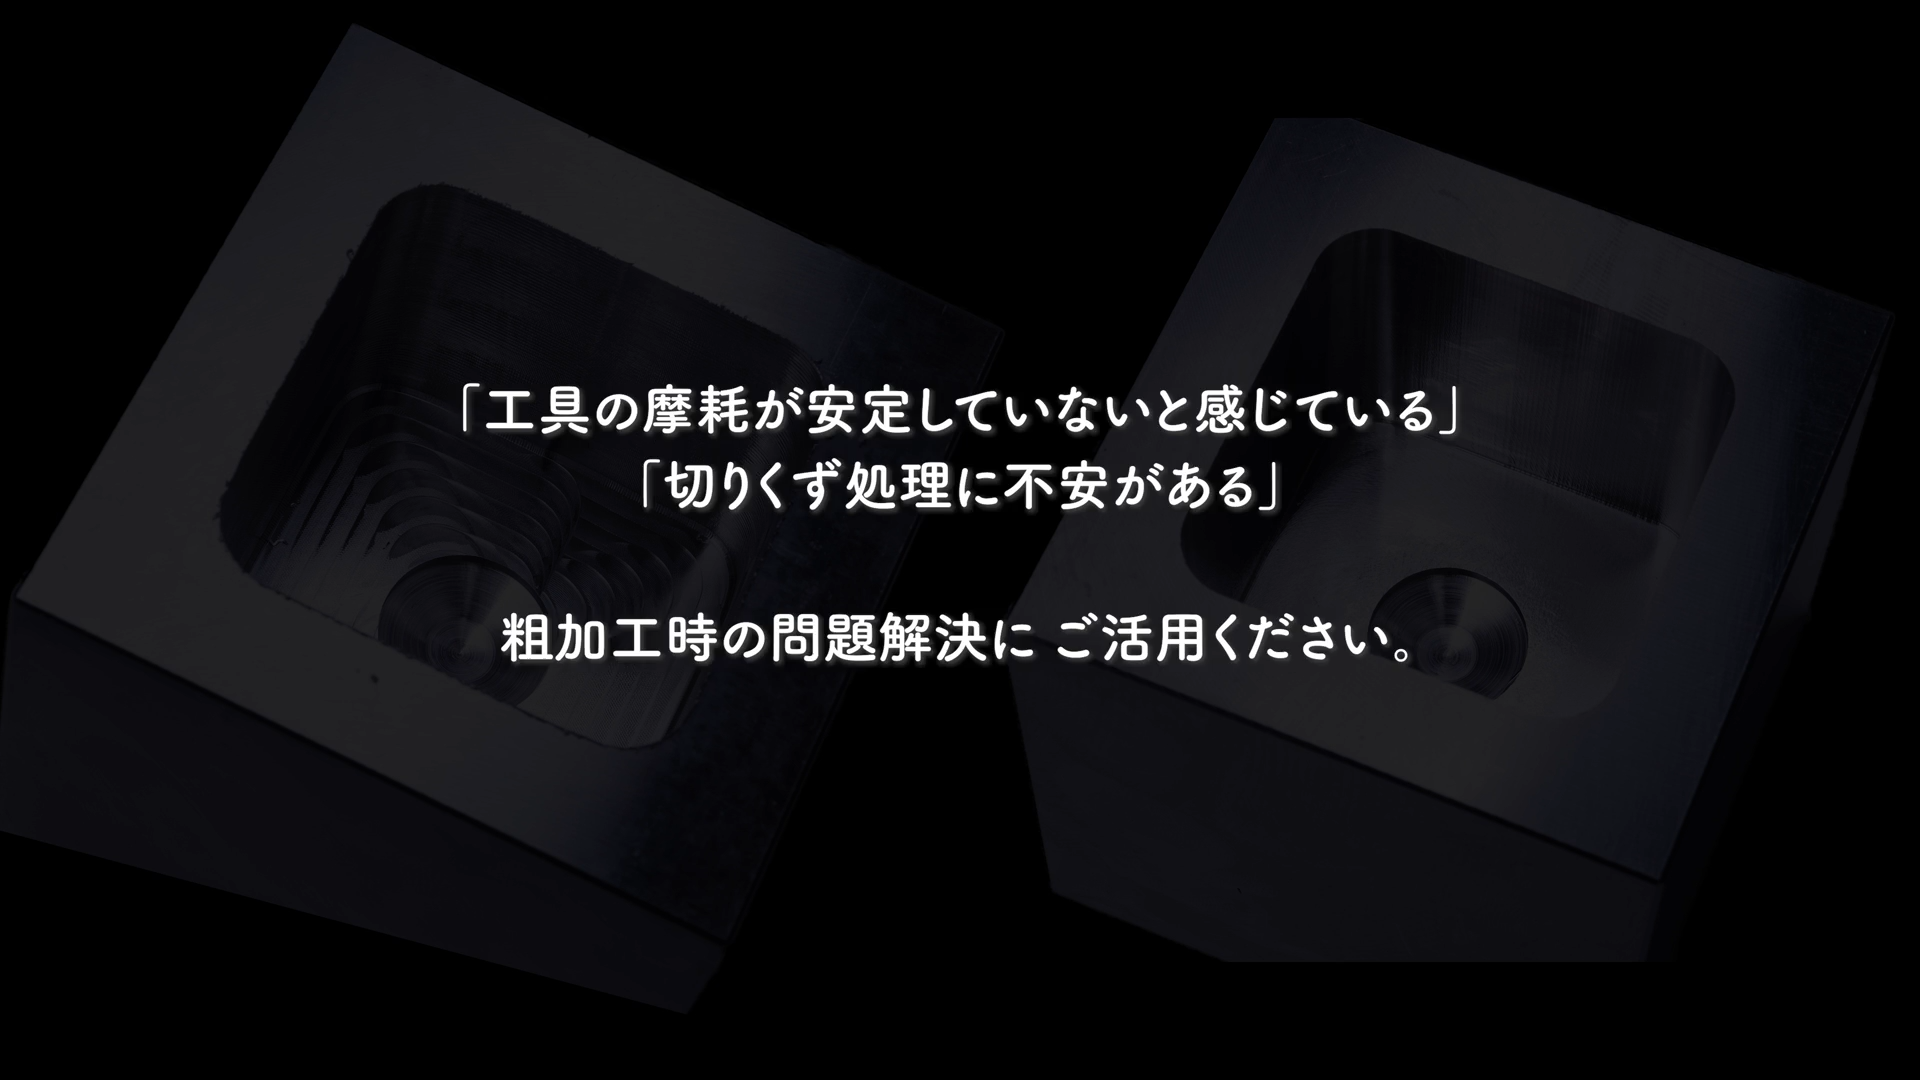 「工具の摩耗が安定していないと感じている」
「切りくず処理に不安がある」
粗加工時の問題解決に ご活用ください。